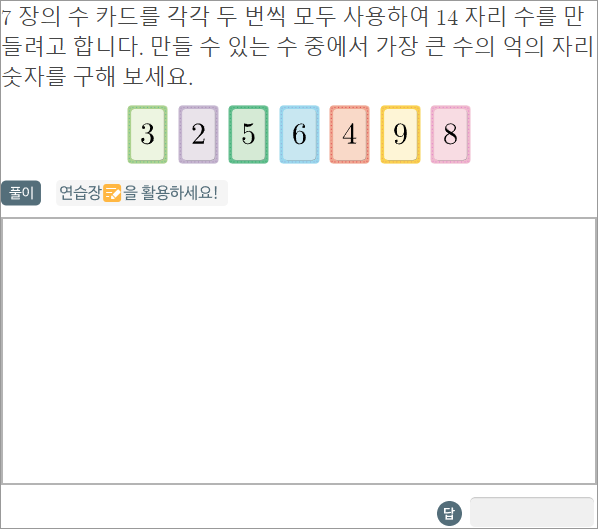 7 장의 수 카드를 각각 두 번씩 모두 사용하여 14 자리 수를 만
들려고 합니다. 만들 수 있는 수 중에서 가장 큰 수의 억의 자리
숫자를 구해 보세요.
3 2 5 6 4 9 8
풀이 연습장을 활용하세요!
답